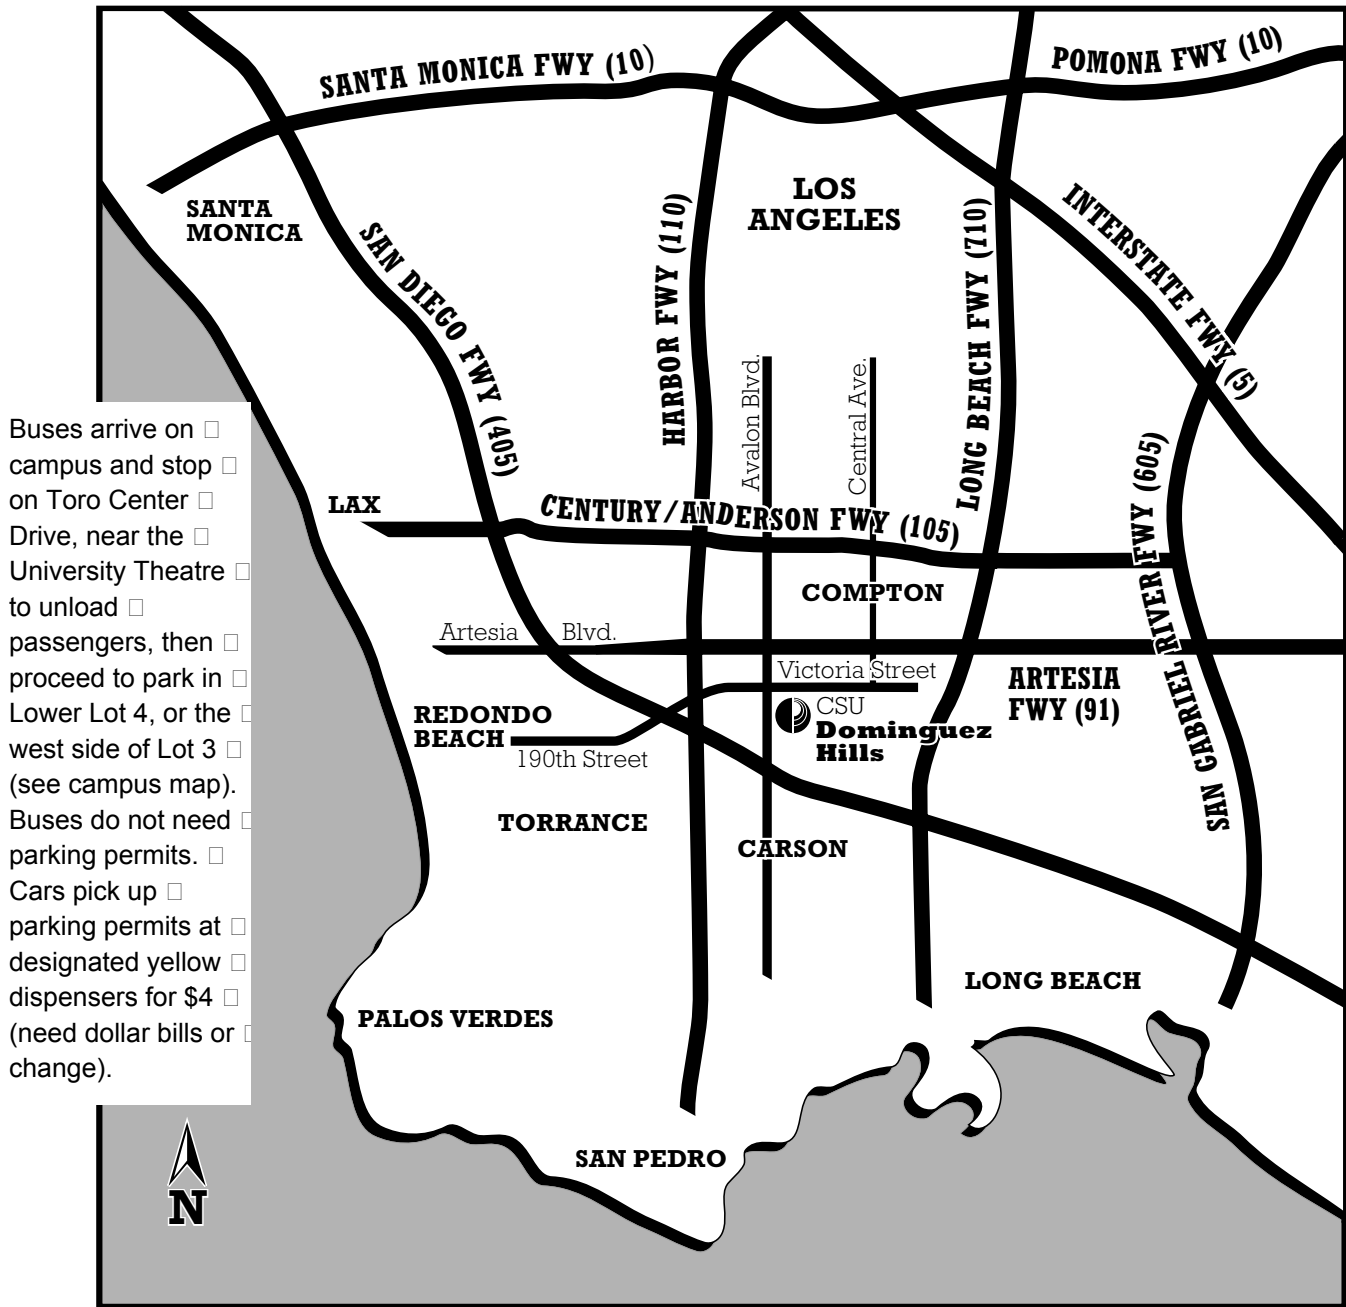 SANTA MONICA FWY (10)
POMONA FWY (10)
SANTA
MONICA
LOS
ANGELES
SAN DIEGO FWY (405)
HARBOR FWY (110)
LONG BEACH FWY (710)
INTERSTATE FWY (5)
Avalon Blvd.
Central Ave.
SAN GABRIEL RIVER FWY (605)
LAX
CENTURY/ANDERSON FWY (105)
COMPTON
Artesia Blvd.
Victoria Street
ARTESIA
FWY (91)
CSU
Dominguez
Hills
REDONDO
BEACH
190th Street
TORRANCE
CARSON
LONG BEACH
PALOS VERDES
SAN PEDRO
N
Buses arrive on
campus and stop
on Toro Center
Drive, near the
University Theatre
to unload
passengers, then
proceed to park in
Lower Lot 4, or the
west side of Lot 3
(see campus map).
Buses do not need
parking permits.
Cars pick up
parking permits at
designated yellow
dispensers for $4
(need dollar bills or
change).